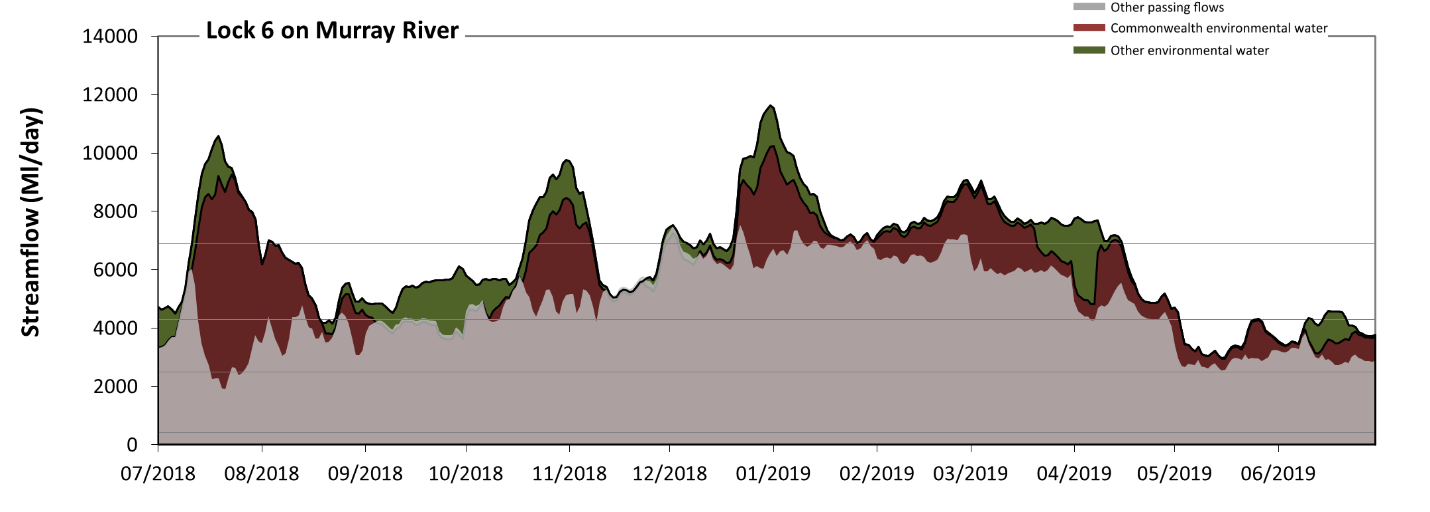 Other passing flows
Lock 6 on Murray River
Commonwealth environmental water
Other environmental water
Streamflow (Ml/day)
14000
12000
10000
8000
6000
4000
2000
0
07/2018 08/2018 09/2018 10/2018 11/2018 12/2018 01/2019 02/2019 03/2019 04/2019 05/2019 06/2019